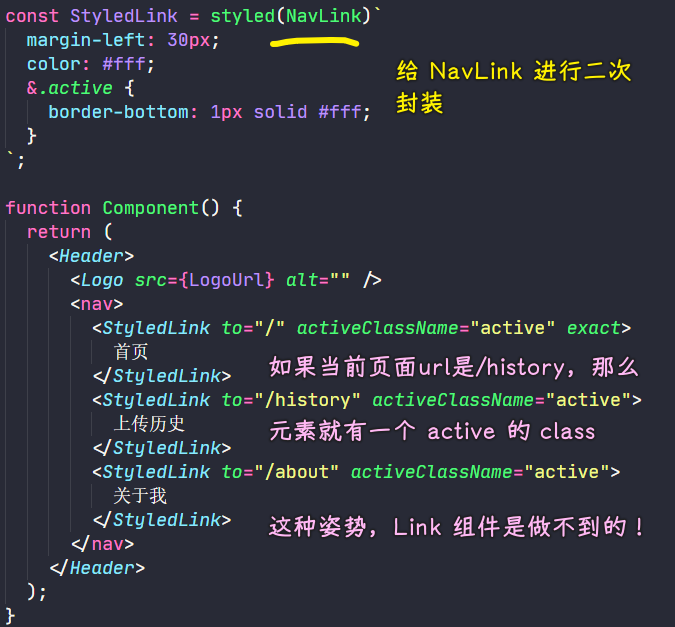 const StyledLink = styled(NavLink)`
  margin-left: 30px;
  color: #fff;
  &.active {
    border-bottom: 1px solid #fff;
  }
`;
给 NavLink 进行二次
封装
function Component() {
  return (
    <Header>
      <Logo src={LogoUrl} alt="" />
      <nav>
        <StyledLink to="/" activeClassName="active" exact>
          首页
        </StyledLink>
        <StyledLink to="/history" activeClassName="active">
          上传历史
        </StyledLink>
        <StyledLink to="/about" activeClassName="active">
          关于我
        </StyledLink>
      </nav>
    </Header>
  );
}
如果当前页面url是/history，那么
元素就有一个 active 的 class
这种姿势，Link 组件是做不到的！